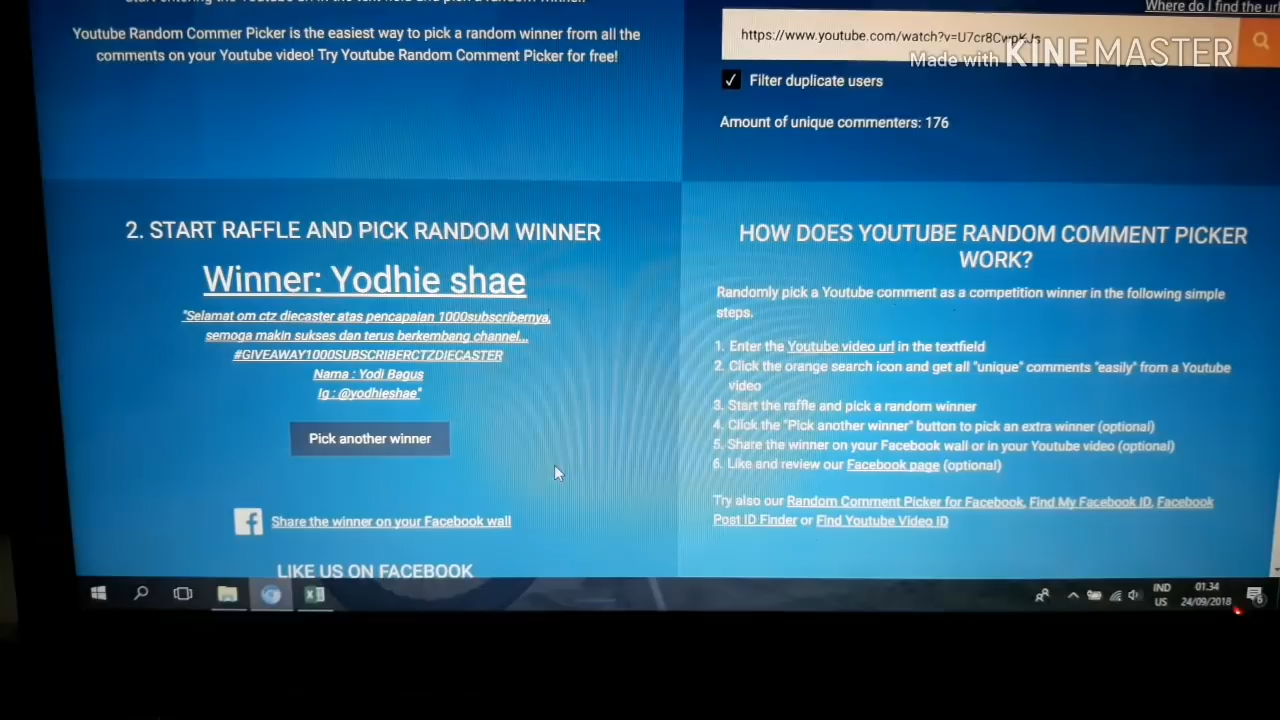 Where do I find the url
Youtube Random Commer Picker is the easiest way to pick a random winner from all the
comments on your Youtube video! Try Youtube Random Comment Picker for free!
https://www.youtube.com/watch?v=U7cr8CwpKJs
Made with KINEMASTER
✓ Filter duplicate users
Amount of unique commenters: 176
2. START RAFFLE AND PICK RANDOM WINNER
Winner: Yodhie shae
"Selamat om ctz diecaster atas pencapaian 1000subscribernya,
semoga makin sukses dan terus berkembang channel...
#GIVEAWAY1000SUBSCRIBERCTZDIECASTER
Nama : Yodi Bagus
Ig : @yodhieshae"
Pick another winner
Share the winner on your Facebook wall
LIKE US ON FACEBOOK
HOW DOES YOUTUBE RANDOM COMMENT PICKER
WORK?
Randomly pick a Youtube comment as a competition winner in the following simple
steps.
1. Enter the Youtube video url in the textfield
2. Click the orange search icon and get all "unique" comments "easily" from a Youtube
video
3. Start the raffle and pick a random winner
4. Click the "Pick another winner" button to pick an extra winner (optional)
5. Share the winner on your Facebook wall or in your Youtube video (optional)
6. Like and review our Facebook page (optional)
Try also our Random Comment Picker for Facebook, Find My Facebook ID, Facebook
Post ID Finder or Find Youtube Video ID
IND
US
01.34
24/09/2018